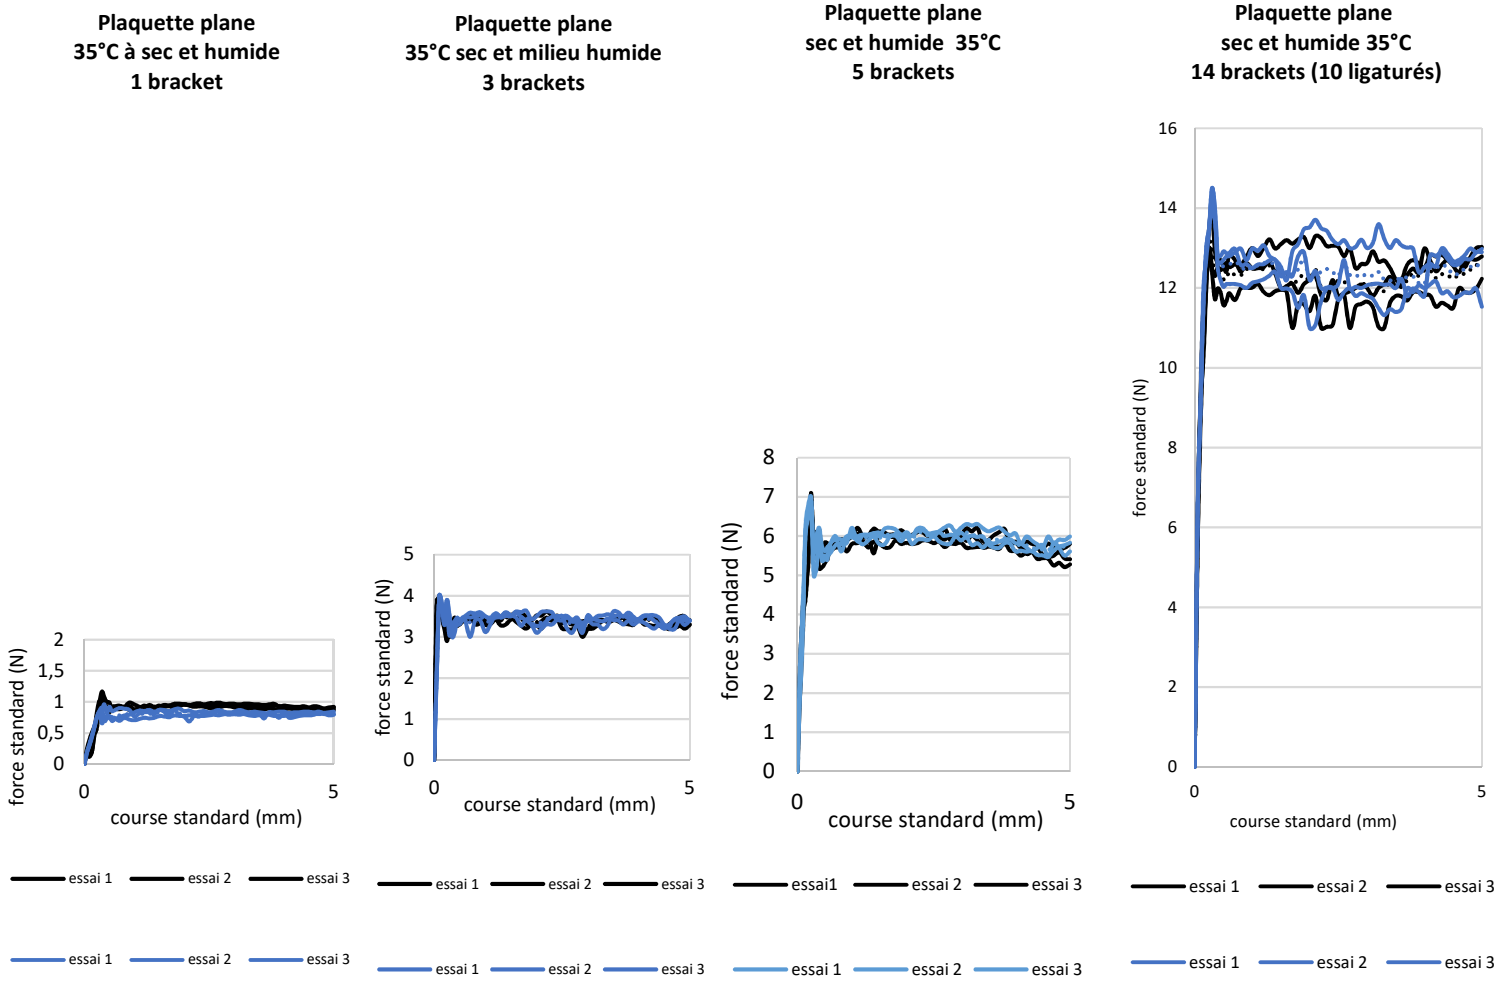 Plaquette plane
35°C à sec et humide
1 bracket
2
1,5
1
0,5
0
0
5
force standard (N)
course standard (mm)
essai 1
essai 2
essai 3
essai 1
essai 2
essai 3
Plaquette plane
35°C sec et milieu humide
3 brackets
5
4
3
2
1
0
0
5
force standard (N)
course standard (mm)
essai 1
essai 2
essai 3
essai 1
essai 2
essai 3
Plaquette plane
sec et humide 35°C
5 brackets
8
7
6
5
4
3
2
1
0
0
5
force standard (N)
course standard (mm)
essai1
essai 2
essai 3
essai 1
essai 2
essai 3
Plaquette plane
sec et humide 35°C
14 brackets (10 ligaturés)
16
14
12
10
8
6
4
2
0
0
5
force standard (N)
course standard (mm)
essai 1
essai 2
essai 3
essai 1
essai 2
essai 3